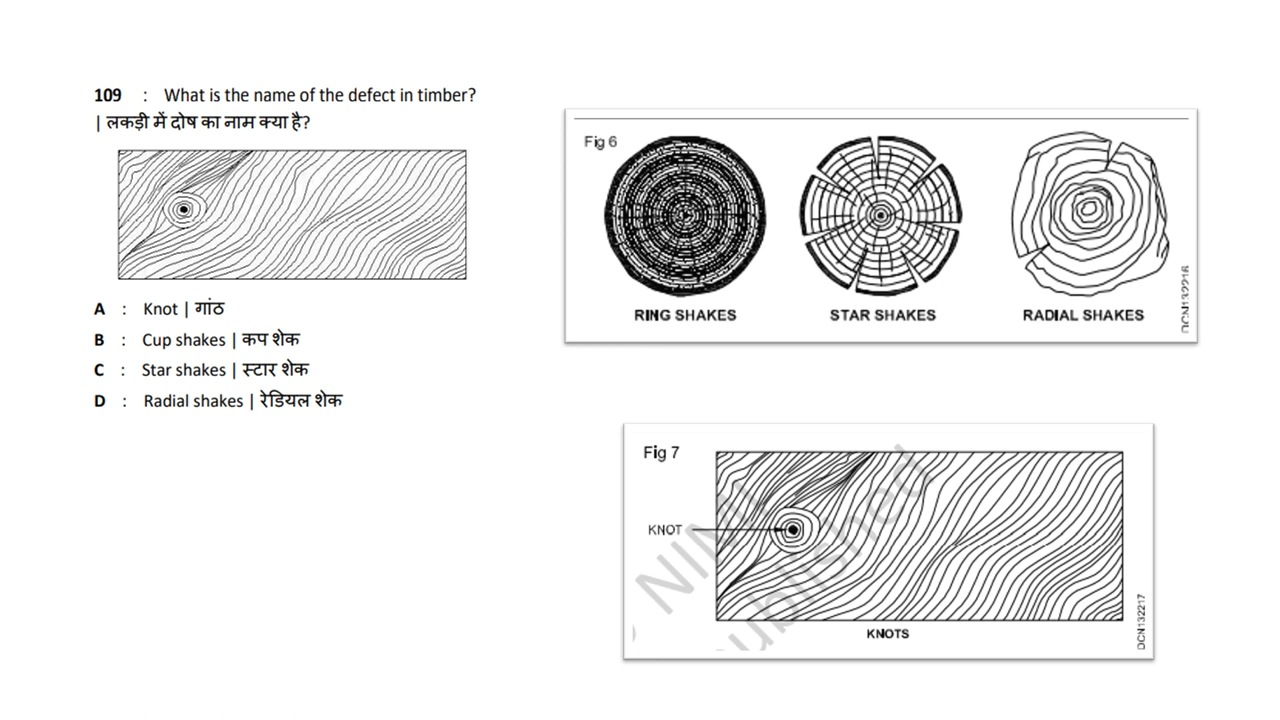 109 : What is the name of the defect in timber?
| लकड़ी में दोष का नाम क्या है?
A : Knot | गांठ
B : Cup shakes | कप शेक
C : Star shakes | स्टार शेक
D : Radial shakes | रेडियल शेक
Fig 6
RING SHAKES
STAR SHAKES
RADIAL SHAKES
DCN132216
Fig 7
KNOT
KNOTS
DCN132217